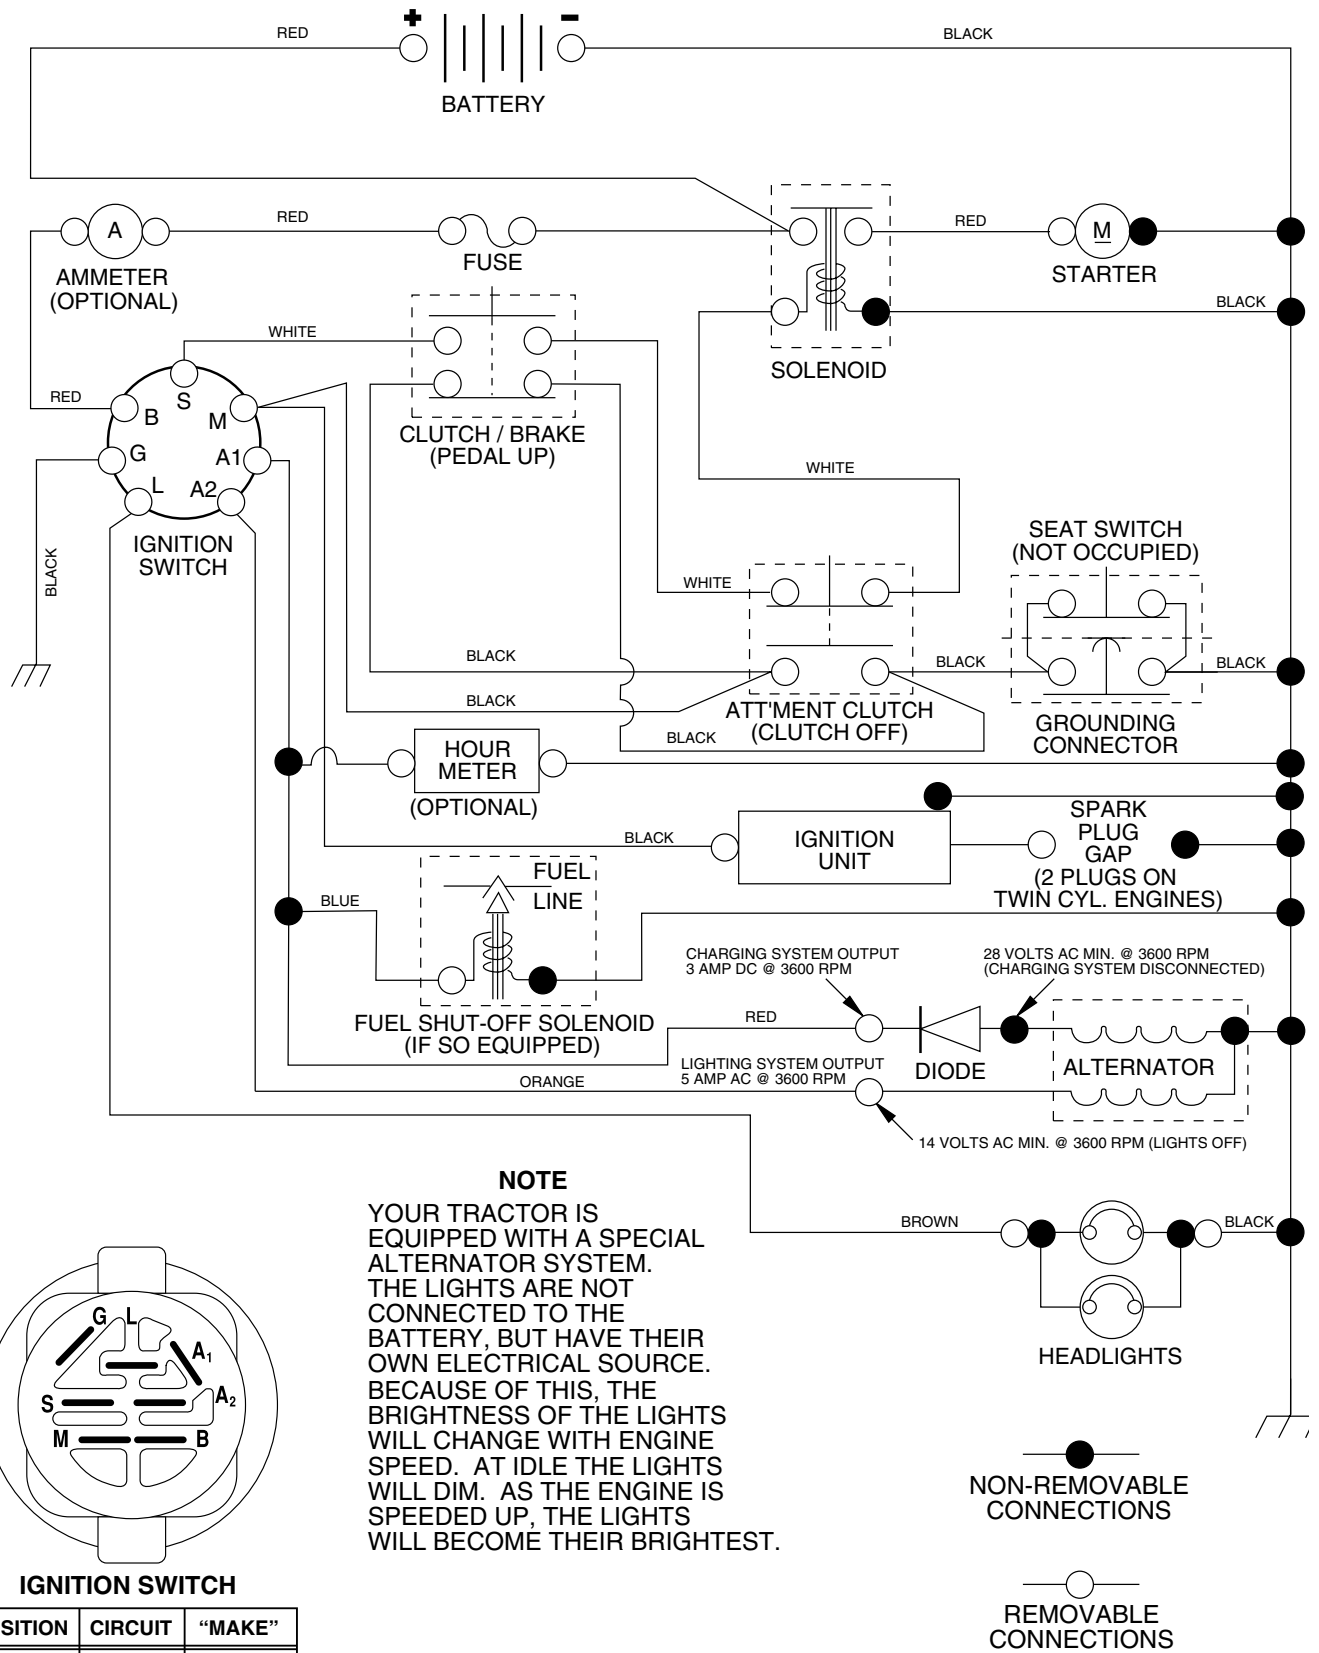 + −
RED
BLACK
BATTERY
A
RED
RED
M
AMMETER
(OPTIONAL)
FUSE
STARTER
BLACK
WHITE
SOLENOID
RED
S
B
M
G
A1
L
A2
CLUTCH / BRAKE
(PEDAL UP)
WHITE
IGNITION
SWITCH
BLACK
SEAT SWITCH
(NOT OCCUPIED)
WHITE
BLACK
BLACK
BLACK
BLACK
ATT'MENT CLUTCH
(CLUTCH OFF)
GROUNDING
CONNECTOR
BLACK
HOUR
METER
(OPTIONAL)
BLACK
IGNITION
UNIT
SPARK
PLUG
GAP
(2 PLUGS ON
TWIN CYL. ENGINES)
FUEL
LINE
BLUE
CHARGING SYSTEM OUTPUT
3 AMP DC @ 3600 RPM
28 VOLTS AC MIN. @ 3600 RPM
(CHARGING SYSTEM DISCONNECTED)
FUEL SHUT-OFF SOLENOID
(IF SO EQUIPPED)
RED
DIODE
ALTERNATOR
LIGHTING SYSTEM OUTPUT
5 AMP AC @ 3600 RPM
ORANGE
14 VOLTS AC MIN. @ 3600 RPM (LIGHTS OFF)
NOTE
YOUR TRACTOR IS
EQUIPPED WITH A SPECIAL
ALTERNATOR SYSTEM.
THE LIGHTS ARE NOT
CONNECTED TO THE
BATTERY, BUT HAVE THEIR
OWN ELECTRICAL SOURCE.
BECAUSE OF THIS, THE
BRIGHTNESS OF THE LIGHTS
WILL CHANGE WITH ENGINE
SPEED. AT IDLE THE LIGHTS
WILL DIM. AS THE ENGINE IS
SPEEDED UP, THE LIGHTS
WILL BECOME THEIR BRIGHTEST.
BROWN
BLACK
HEADLIGHTS
G L
A1
S
A2
M
B
IGNITION SWITCH
SITION CIRCUIT “MAKE”
NON-REMOVABLE
CONNECTIONS
REMOVABLE
CONNECTIONS